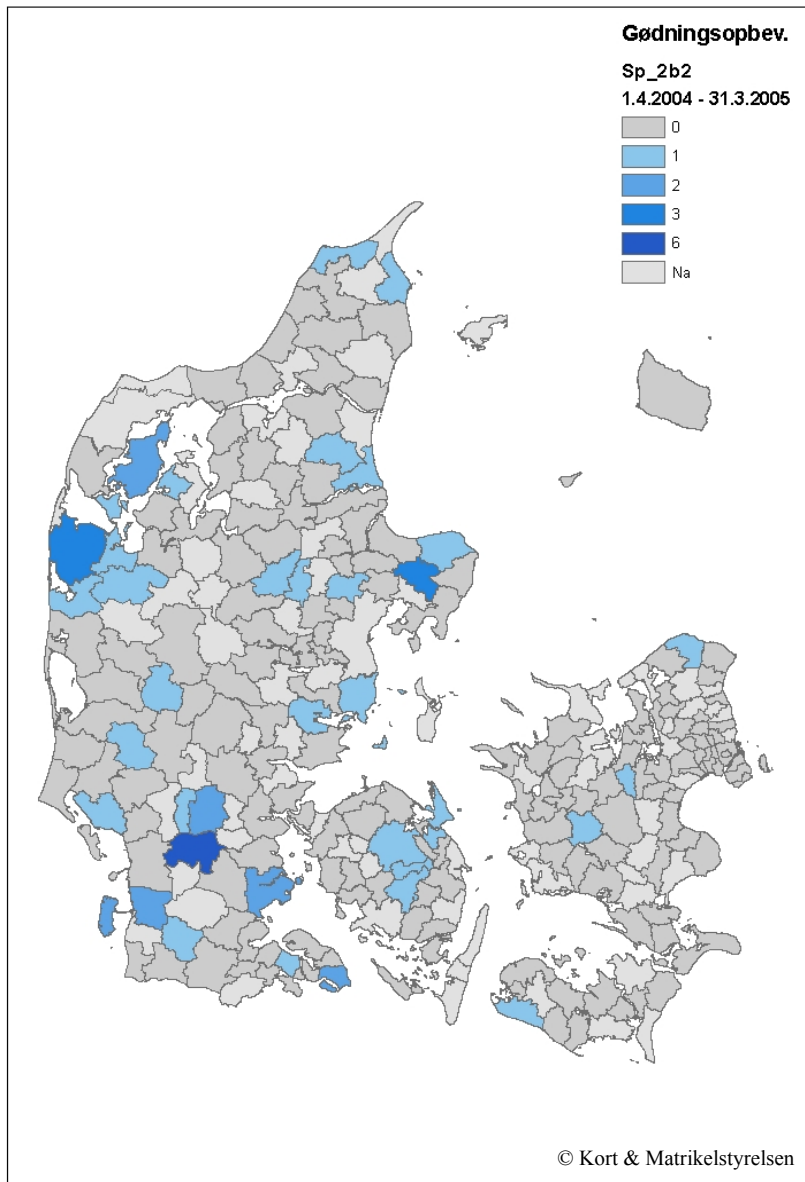 Gødningsopbev.
Sp_2b2
1.4.2004 - 31.3.2005
0
1
2
3
6
Na
© Kort & Matrikelstyrelsen